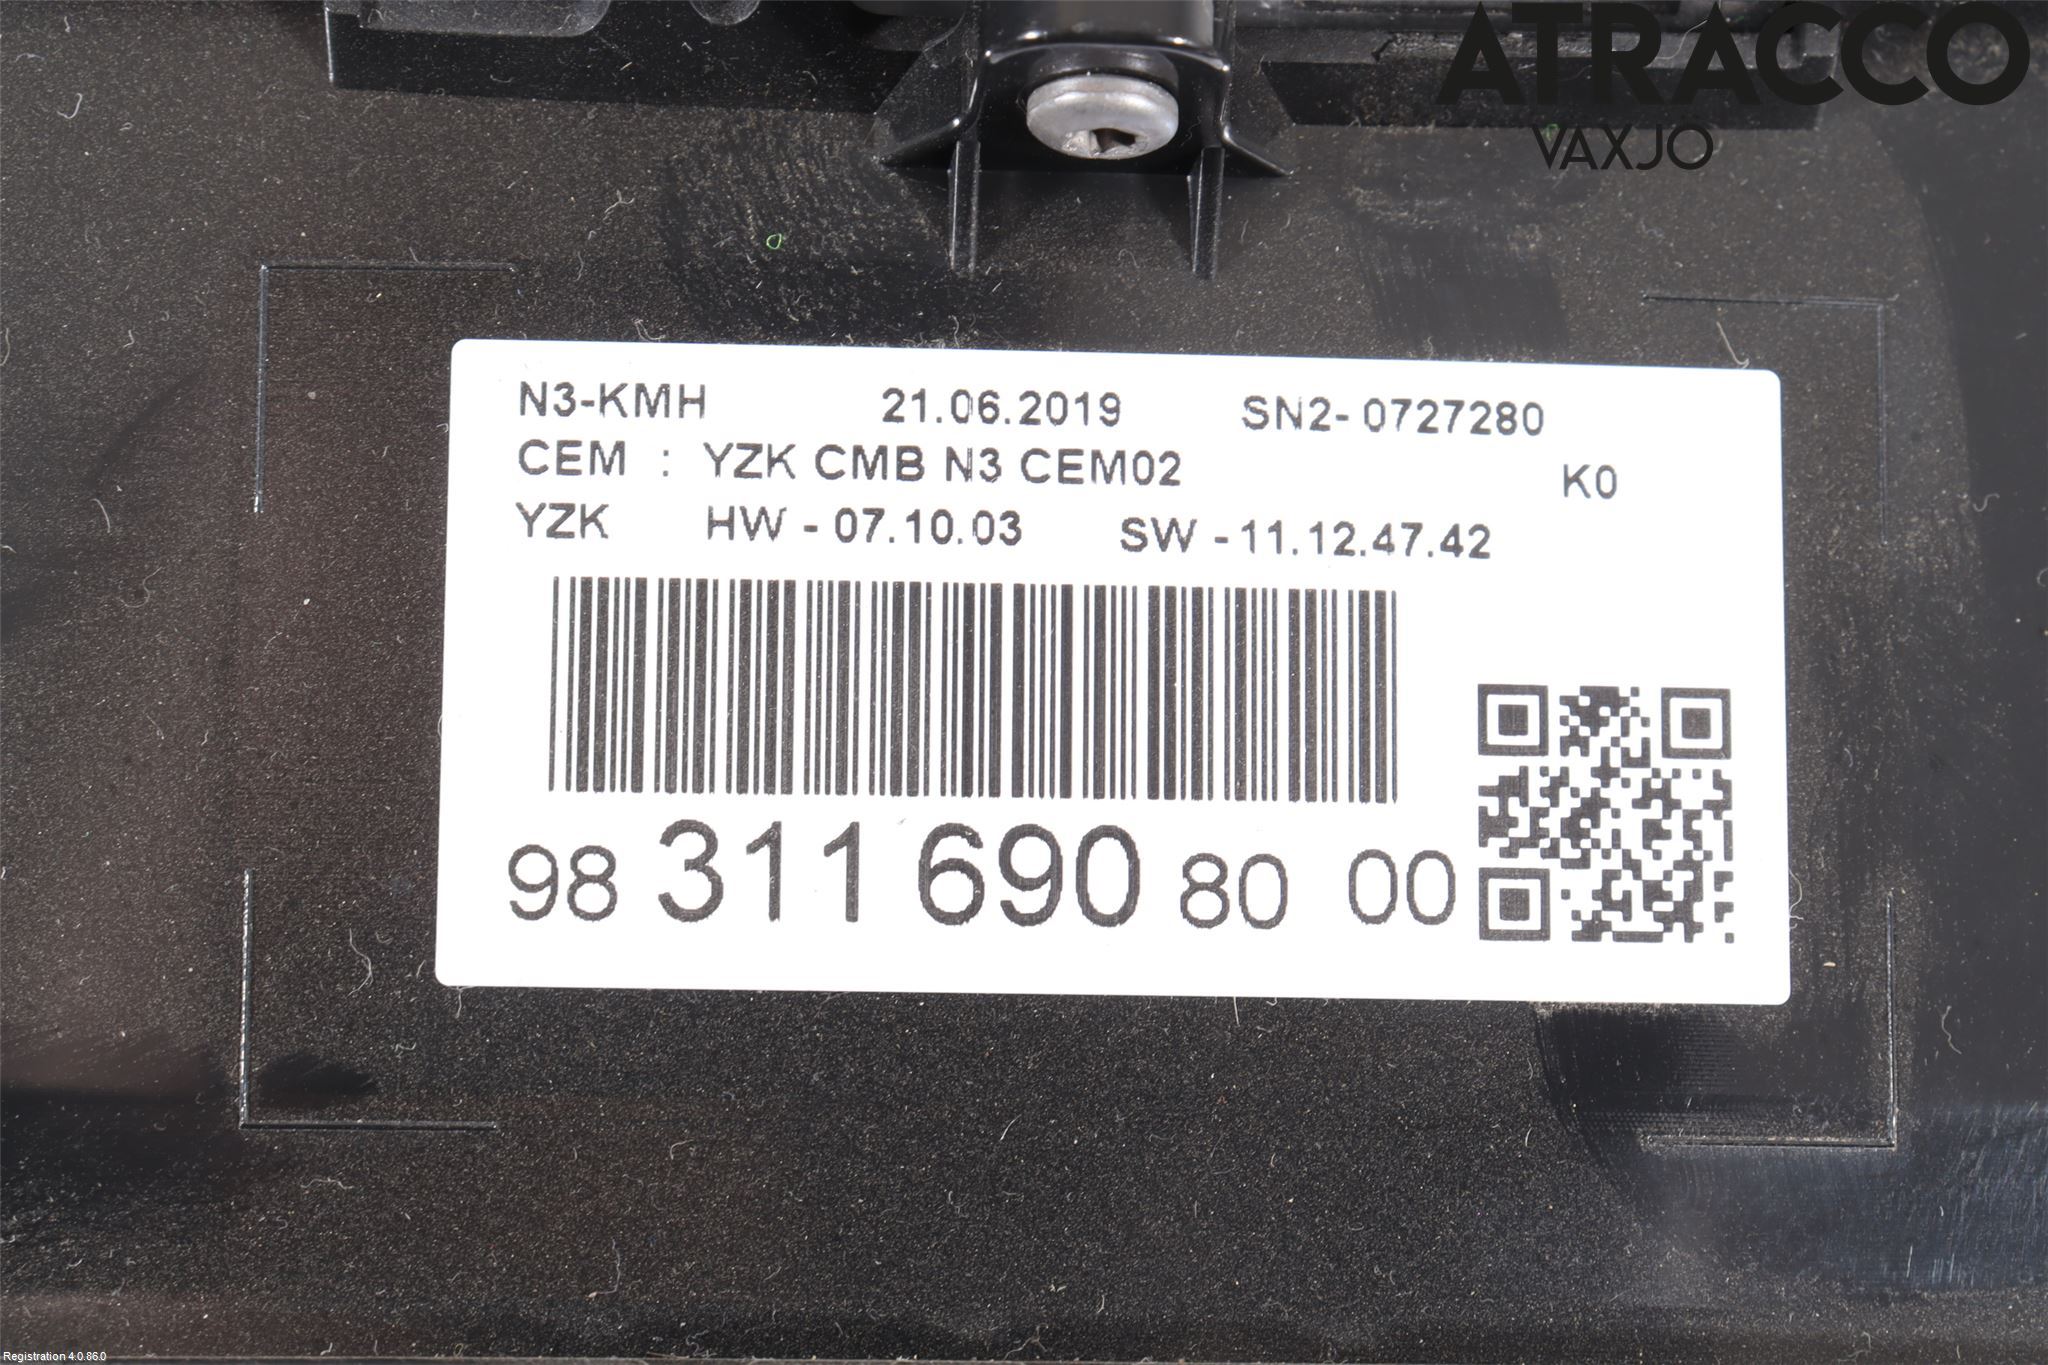 ATRACCO
VAXJO
N3-KMH 21.06.2019 SN2- 0727280
CEM : YZK CMB N3 CEM02 K0
YZK HW - 07.10.03 SW - 11.12.47.42
98 311 690 80 00
Registration 4.0.86.0